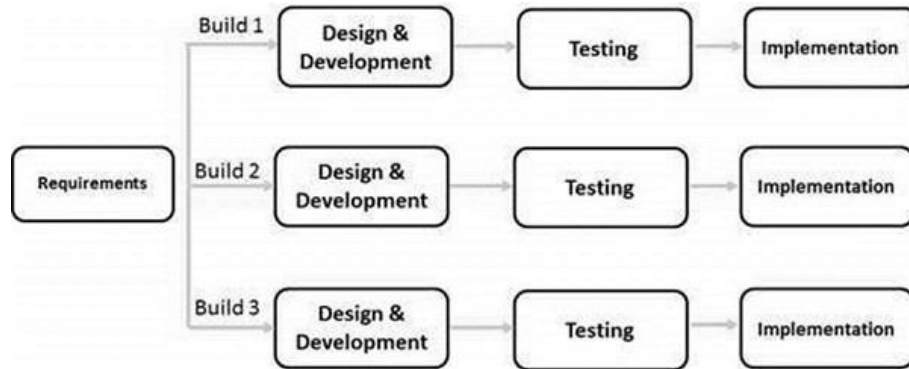 Build 1
Design &
Development
Testing
Implementation
Requirements
Build 2
Design &
Development
Testing
Implementation
Build 3
Design &
Development
Testing
Implementation